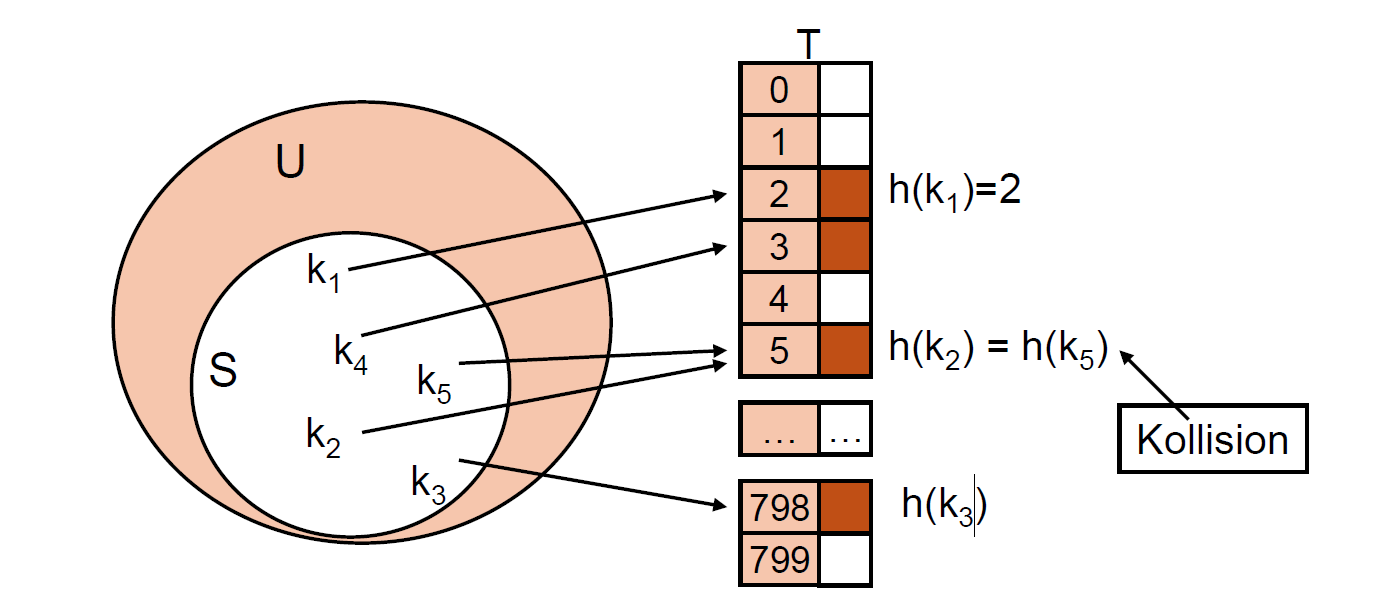 T
0
1
U
2 h(k₁)=2
3
k₁
4
k₄
5 h(k₂) = h(k₅)
S
k₅
k₂
... ...
Kollision
k₃
798 h(k₃)
799